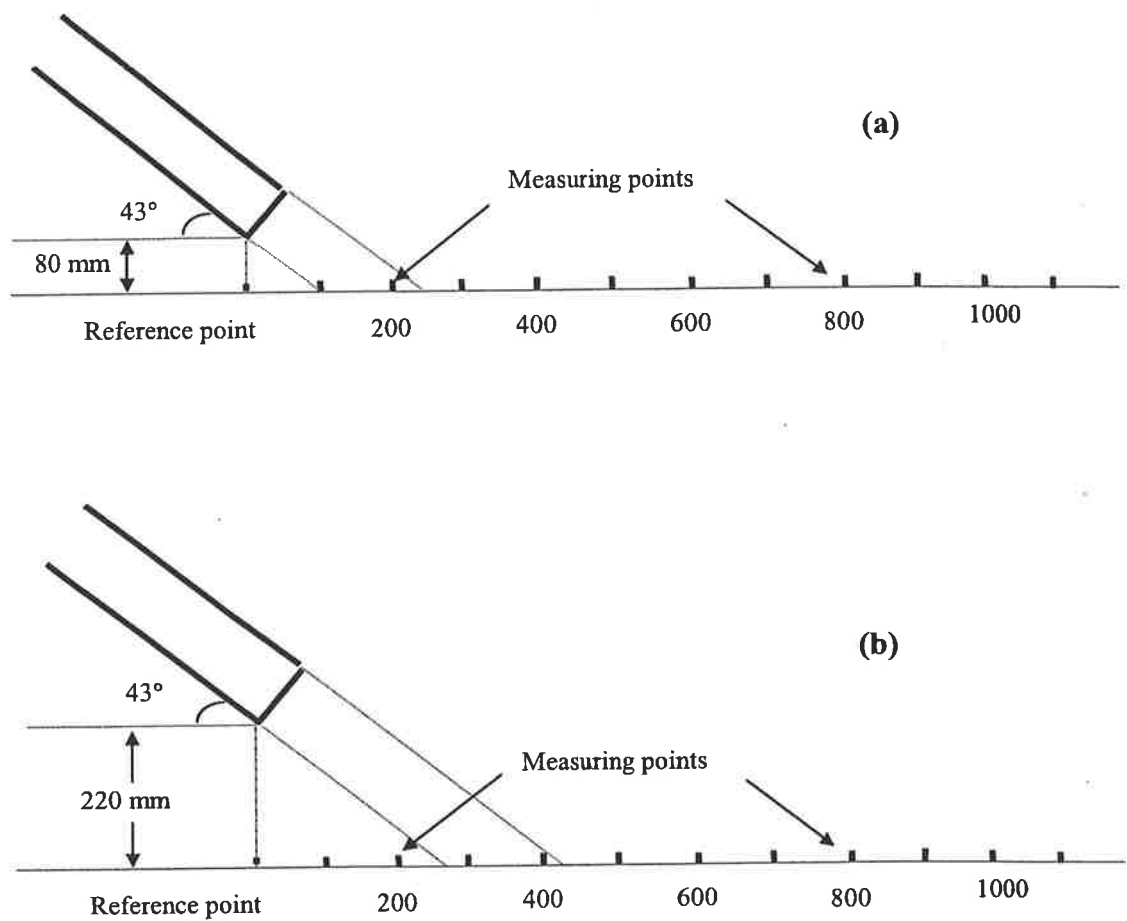 (a)
Measuring points
43°
80 mm
Reference point 200 400 600 800 1000
(b)
43°
Measuring points
220 mm
Reference point 200 400 600 800 1000